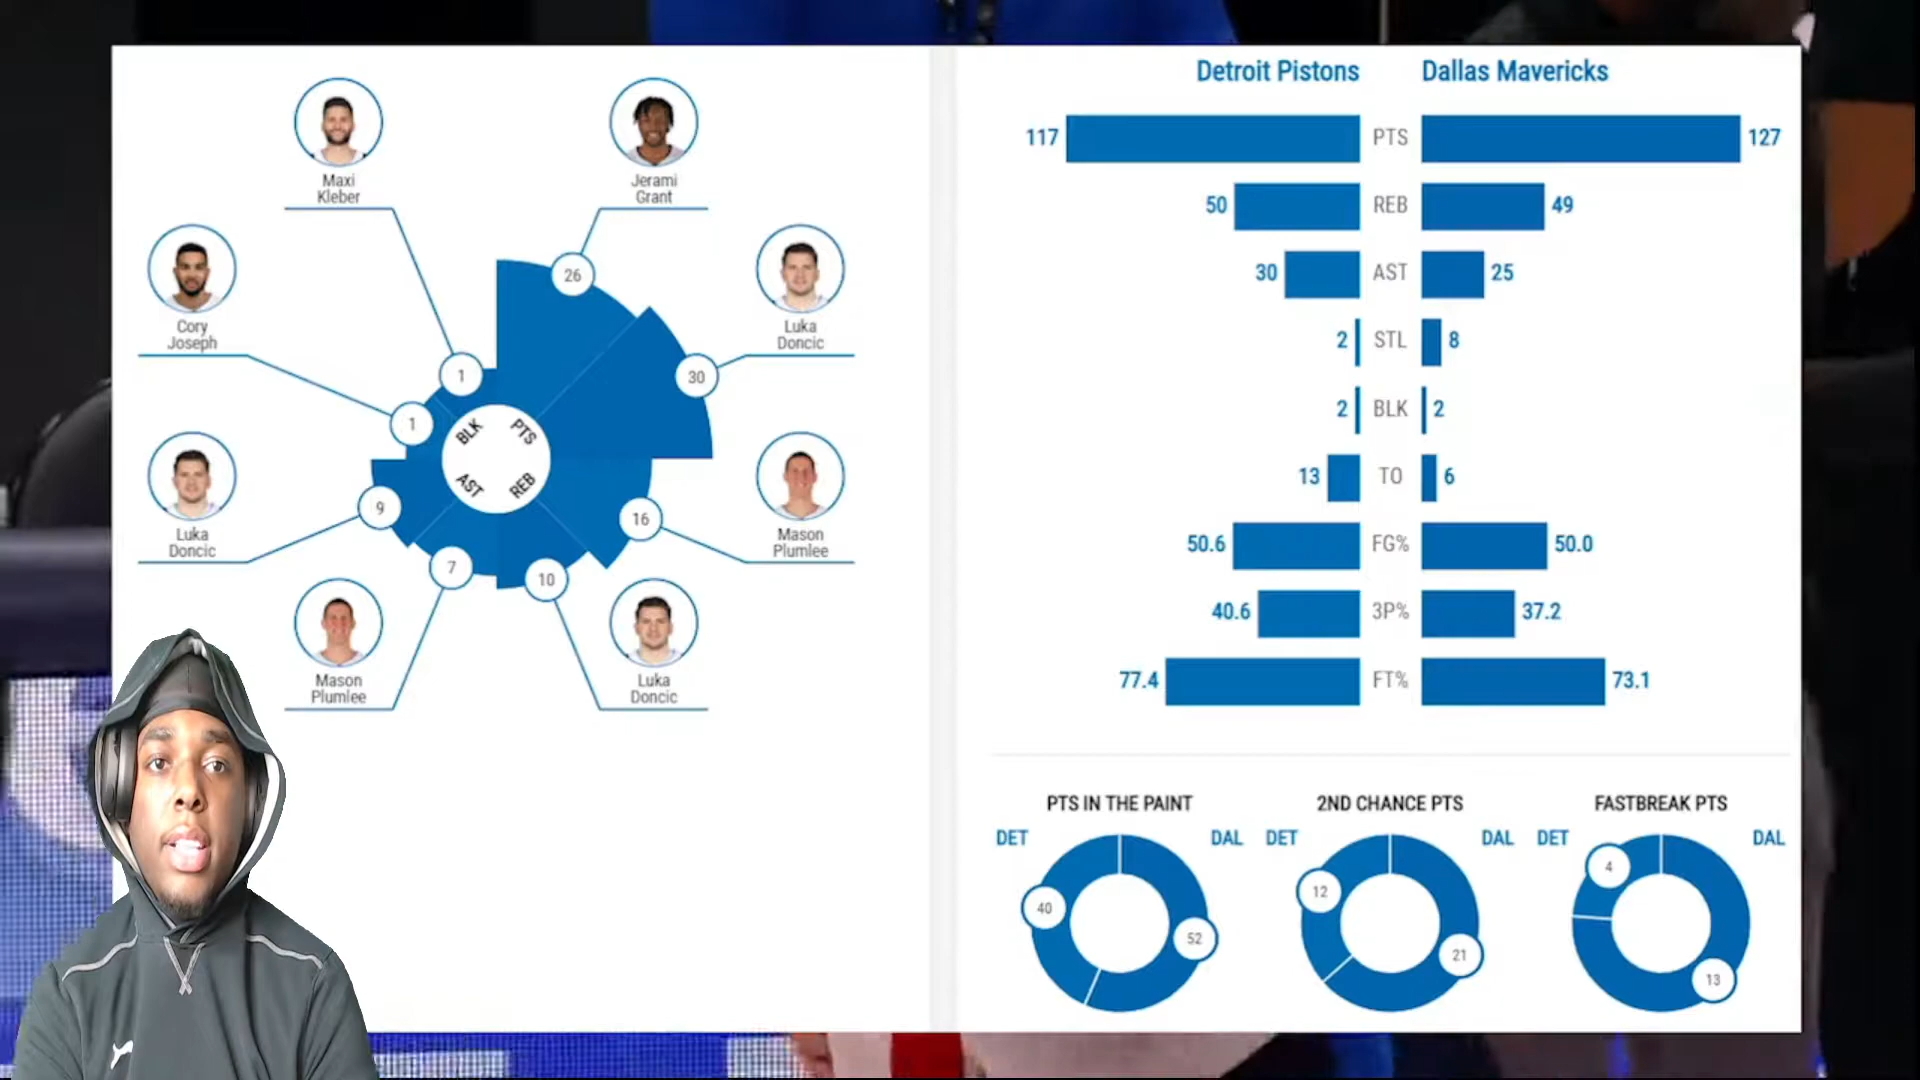 Maxi
Kleber
Jerami
Grant
Cory
Joseph
Luka
Doncic
26
30
1
1
BLK
PTS
AST
REB
9
7
10
16
Luka
Doncic
Mason
Plumlee
Mason
Plumlee
Luka
Doncic
Detroit Pistons
Dallas Mavericks
117 PTS 127
50 REB 49
30 AST 25
2 STL 8
2 BLK 2
13 TO 6
50.6 FG% 50.0
40.6 3P% 37.2
77.4 FT% 73.1
PTS IN THE PAINT
DET DAL
40
52
2ND CHANCE PTS
DET DAL
12
21
FASTBREAK PTS
DET DAL
4
13